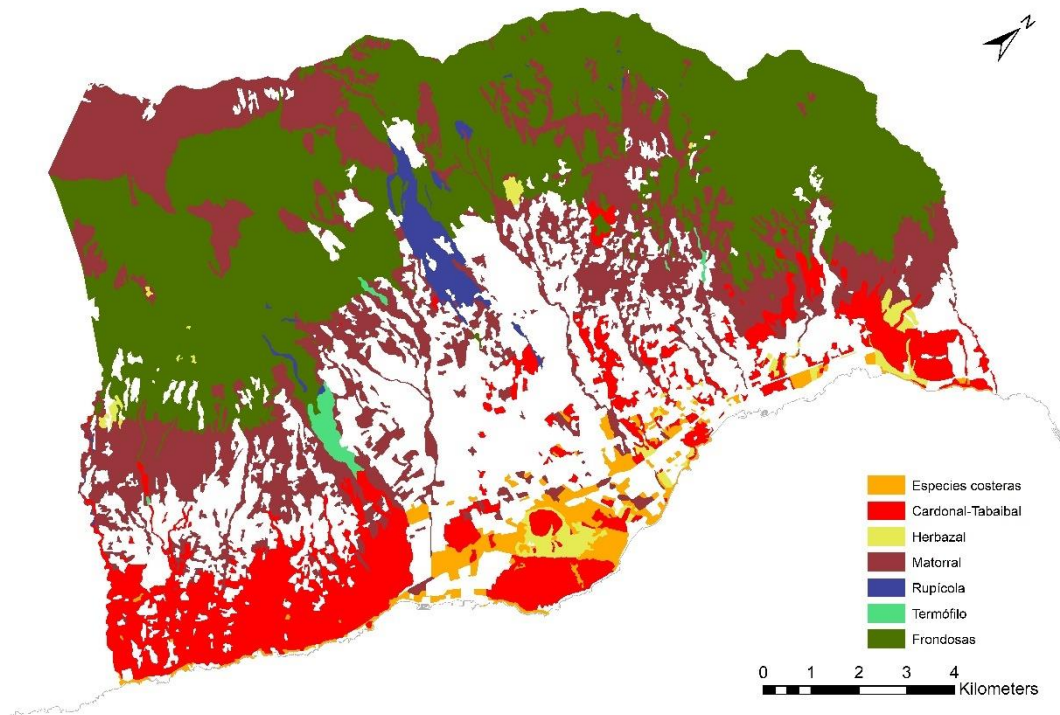 N
Especies costeras
Cardonal-Tabaibal
Herbazal
Matorral
Rupícola
Termófilo
Frondosas
0 1 2 3 4
Kilometers